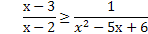 (x − 3)/(x − 2) ≥ 1/(x² − 5x + 6)